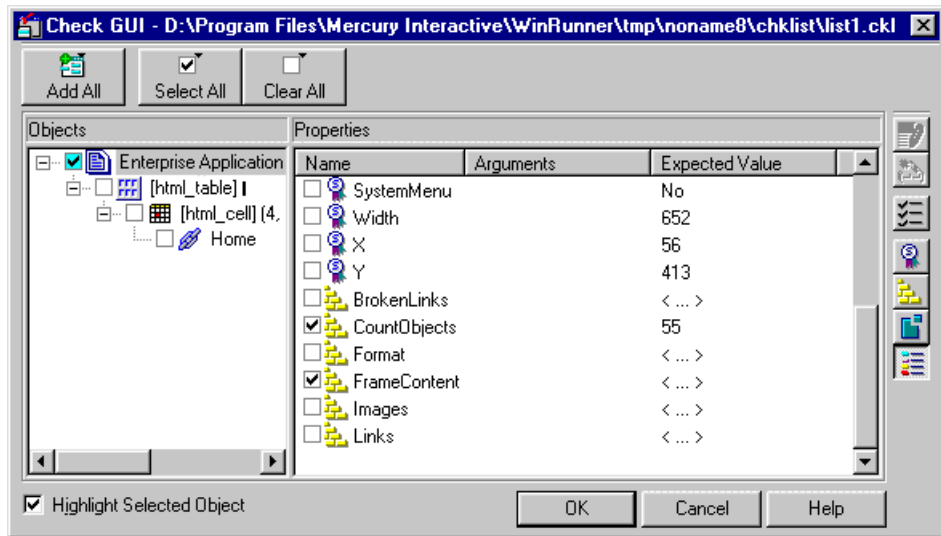 Check GUI - D:\Program Files\Mercury Interactive\WinRunner\tmp\noname8\chklist\list1.ckl
Add All Select All Clear All
Objects Properties
Enterprise Application
[html_table] I
[html_cell] (4,
Home
Name Arguments Expected Value
SystemMenu No
Width 652
X 56
Y 413
BrokenLinks < ... >
CountObjects 55
Format < ... >
FrameContent < ... >
Images < ... >
Links < ... >
Highlight Selected Object OK Cancel Help